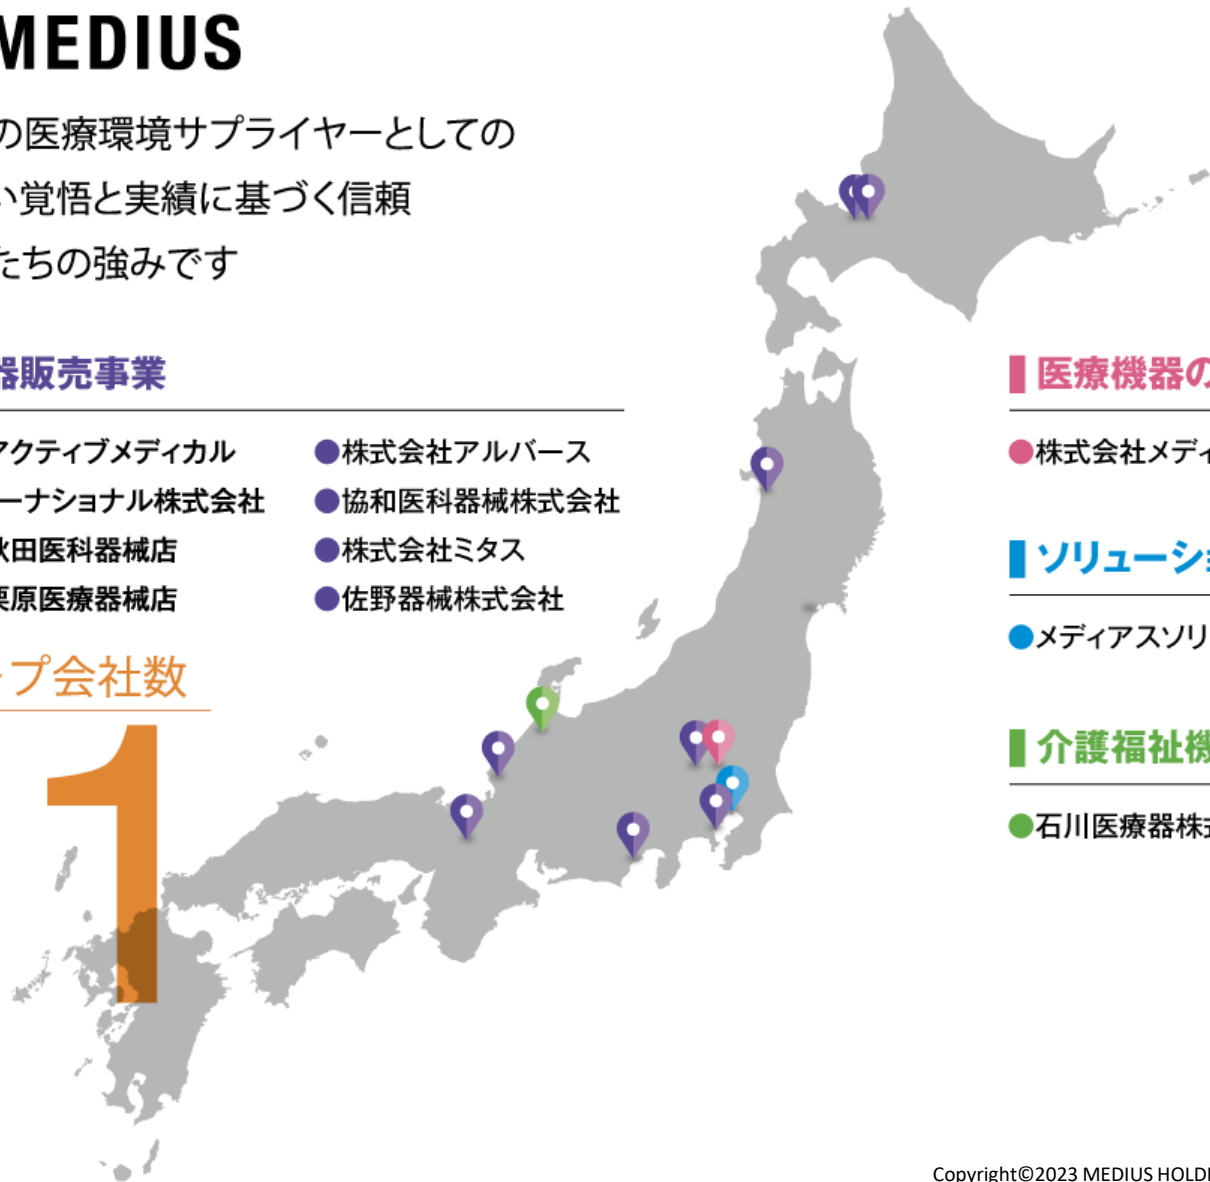 MEDIUS
の医療環境サプライヤーとしての
い覚悟と実績に基づく信頼
たちの強みです
器販売事業
アクティブメディカル
ーナショナル株式会社
秋田医科器械店
栗原医療器械店
●株式会社アルバース
●協和医科器械株式会社
●株式会社ミタス
●佐野器械株式会社
ープ会社数
1
医療機器の
●株式会社メディ
ソリューショ
●メディアスソリ
介護福祉機
●石川医療器株式
Copyright©2023 MEDIUS HOLDI